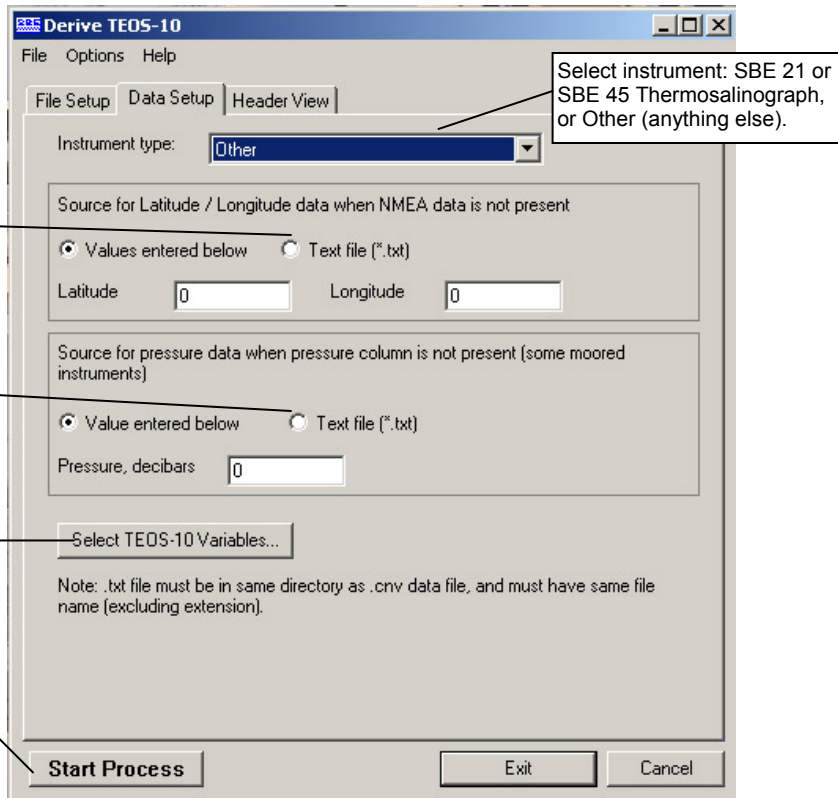 SBE Derive TEOS-10
File Options Help
Select instrument: SBE 21 or
SBE 45 Thermosalinograph,
or Other (anything else).
File Setup Data Setup Header View
Instrument type: Other
Source for Latitude / Longitude data when NMEA data is not present
Values entered below Text file (*.txt)
Latitude 0 Longitude 0
Source for pressure data when pressure column is not present (some moored
instruments)
Value entered below Text file (*.txt)
Pressure, decibars 0
Select TEOS-10 Variables...
Note: .txt file must be in same directory as .cnv data file, and must have same file
name (excluding extension).
Start Process Exit Cancel